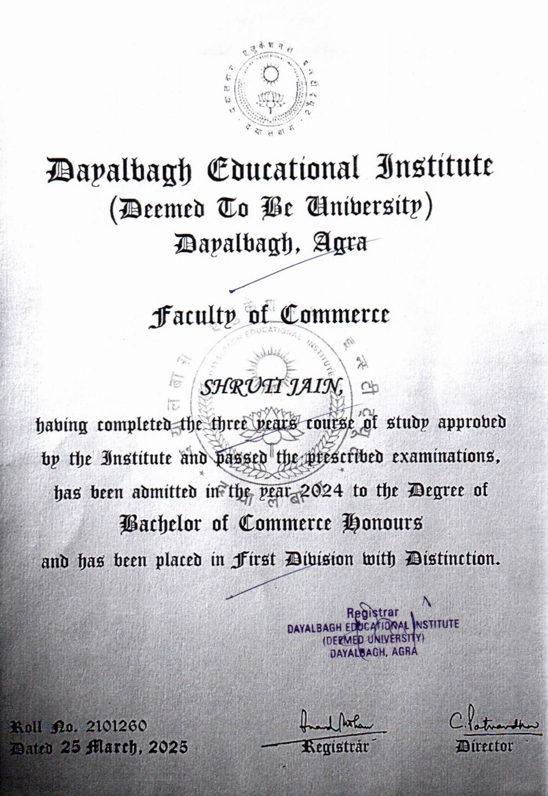 Dayalbagh Educational Institute
(Deemed To Be University)
Dayalbagh, Agra
Faculty of Commerce
DAYALBAGH EDUCATIONAL INSTITUTE
SHRUTI JAIN,
having completed the three years course of study approved
by the Institute and passed the prescribed examinations,
has been admitted in the year 2024 to the Degree of
Bachelor of Commerce Honours
and has been placed in First Division with Distinction.
Registrar
DAYALBAGH EDUCATIONAL INSTITUTE
(DEEMED UNIVERSITY)
DAYALBAGH, AGRA
Roll No. 2101260
Dated 25 March, 2025
Registrar
Director